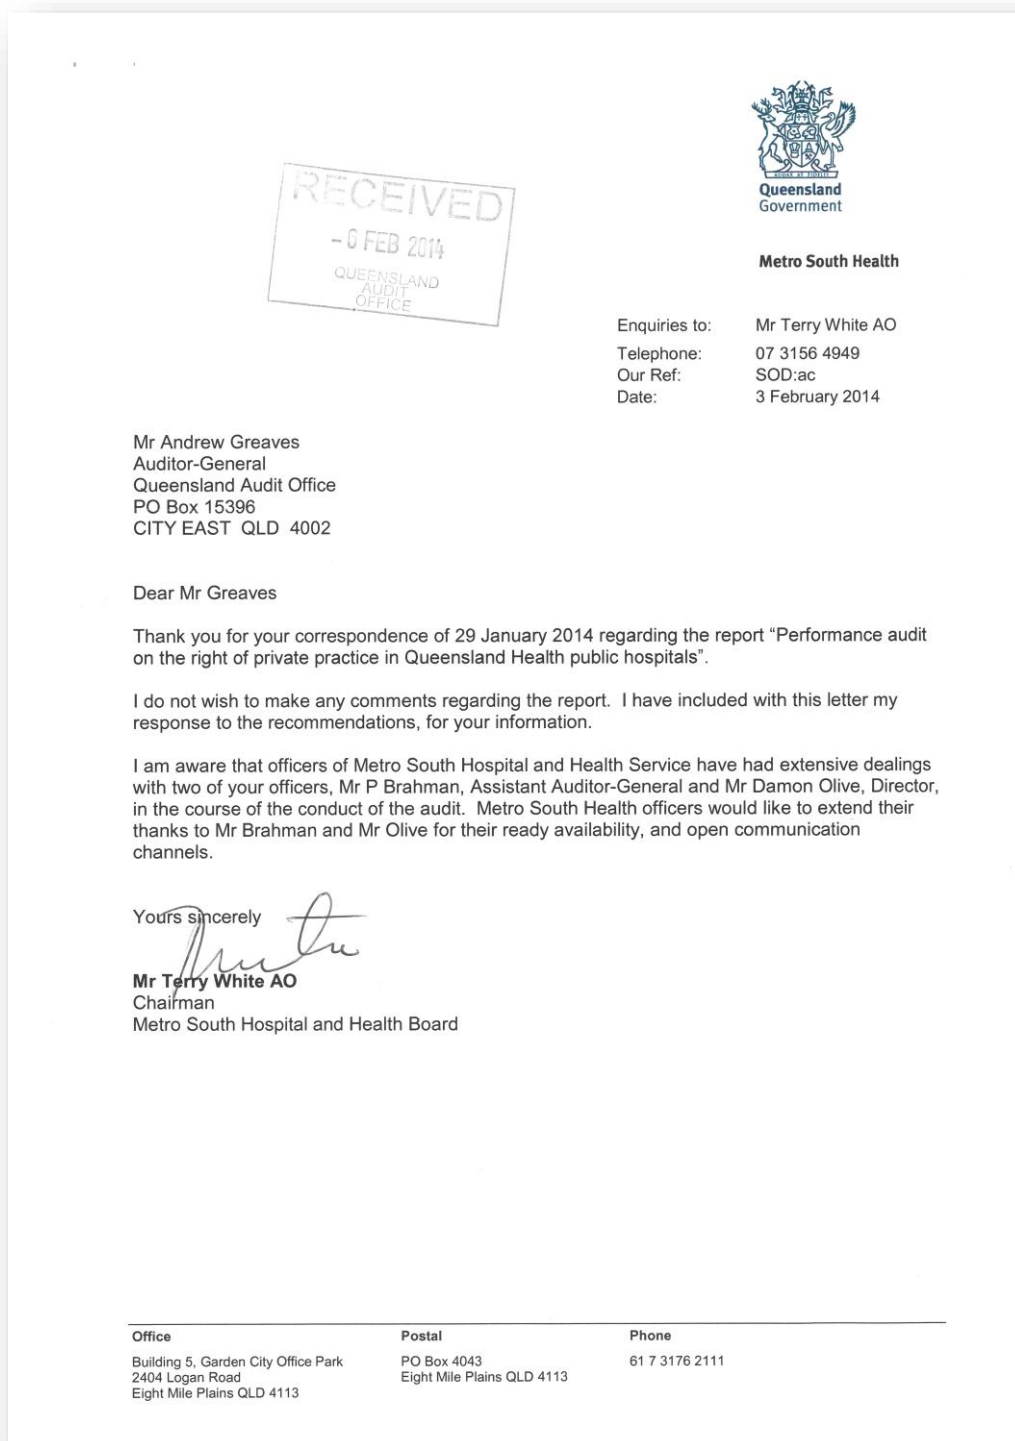 Queensland
Government
RECEIVED
- 6 FEB 2014
QUEENSLAND
AUDIT
OFFICE
Metro South Health
Enquiries to: Mr Terry White AO
Telephone: 07 3156 4949
Our Ref: SOD:ac
Date: 3 February 2014
Mr Andrew Greaves
Auditor-General
Queensland Audit Office
PO Box 15396
CITY EAST QLD 4002
Dear Mr Greaves
Thank you for your correspondence of 29 January 2014 regarding the report “Performance audit
on the right of private practice in Queensland Health public hospitals”.
I do not wish to make any comments regarding the report. I have included with this letter my
response to the recommendations, for your information.
I am aware that officers of Metro South Hospital and Health Service have had extensive dealings
with two of your officers, Mr P Brahman, Assistant Auditor-General and Mr Damon Olive, Director,
in the course of the conduct of the audit. Metro South Health officers would like to extend their
thanks to Mr Brahman and Mr Olive for their ready availability, and open communication
channels.
Yours sincerely
Mr Terry White AO
Chairman
Metro South Hospital and Health Board
Office
Building 5, Garden City Office Park
2404 Logan Road
Eight Mile Plains QLD 4113
Postal
PO Box 4043
Eight Mile Plains QLD 4113
Phone
61 7 3176 2111